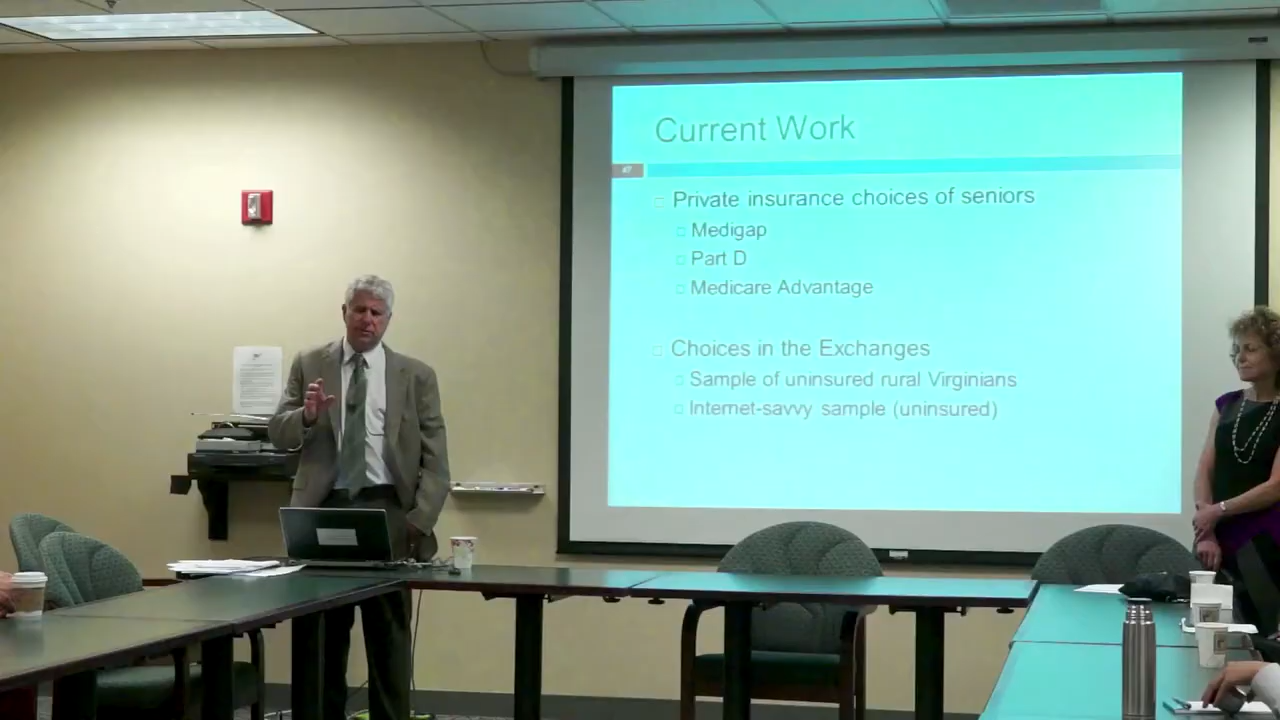 Current Work
47
Private insurance choices of seniors
Medigap
Part D
Medicare Advantage
Choices in the Exchanges
Sample of uninsured rural Virginians
Internet-savvy sample (uninsured)